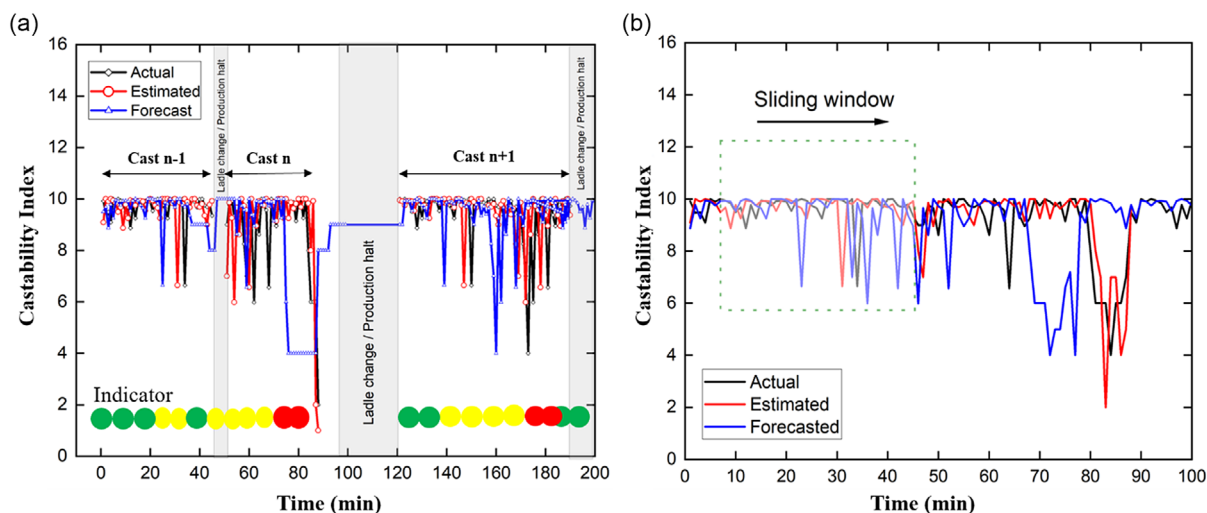 (a)
16
14
12
10
8
6
4
2
0
Castability Index
Actual
Estimated
Forecast
Ladle change / Production halt
Cast n-1
Cast n
Cast n+1
Ladle change / Production halt
Ladle change / Production halt
Indicator
0 20 40 60 80 100 120 140 160 180 200
Time (min)
(b)
16
14
12
10
8
6
4
2
0
Castability Index
Sliding window
Actual
Estimated
Forecasted
0 10 20 30 40 50 60 70 80 90 100
Time (min)